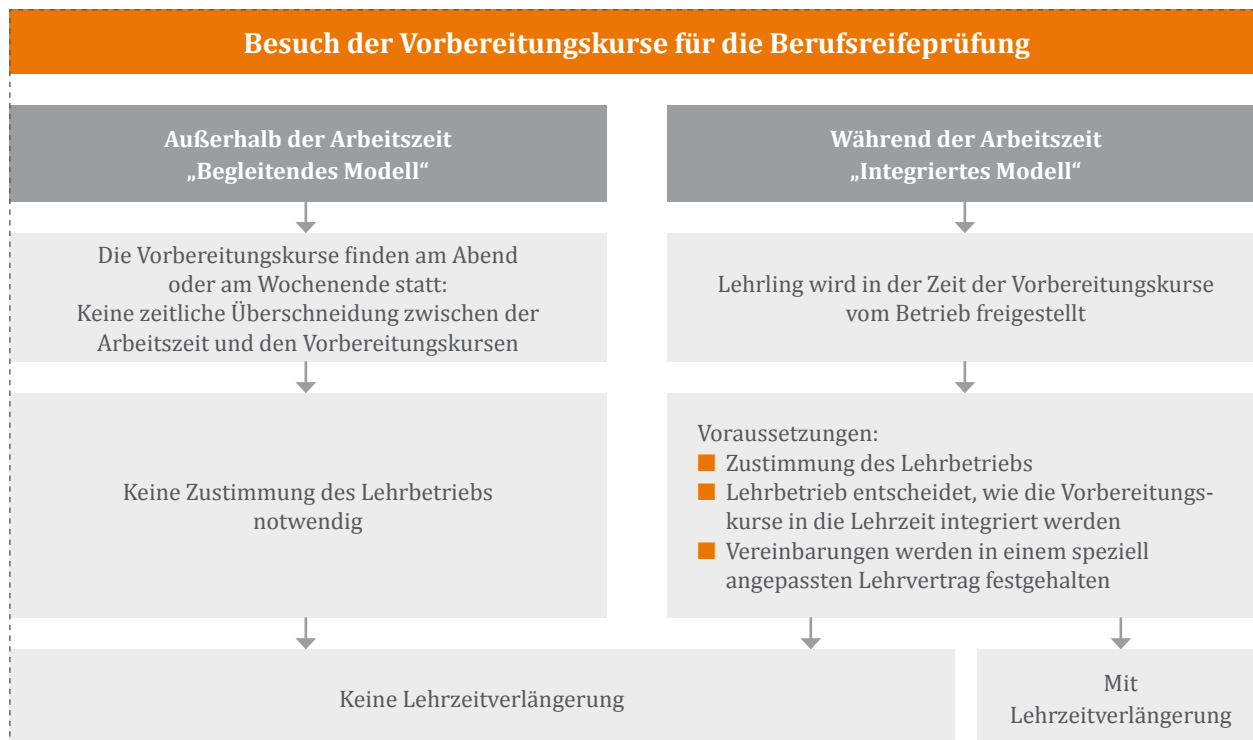 Besuch der Vorbereitungskurse für die Berufsreifeprüfung
Außerhalb der Arbeitszeit
„Begleitendes Modell“
Die Vorbereitungskurse finden am Abend
oder am Wochenende statt:
Keine zeitliche Überschneidung zwischen der
Arbeitszeit und den Vorbereitungskursen
Keine Zustimmung des Lehrbetriebs
notwendig
Während der Arbeitszeit
„Integriertes Modell“
Lehrling wird in der Zeit der Vorbereitungskurse
vom Betrieb freigestellt
Voraussetzungen:
Zustimmung des Lehrbetriebs
Lehrbetrieb entscheidet, wie die Vorbereitungs-
kurse in die Lehrzeit integriert werden
Vereinbarungen werden in einem speziell
angepassten Lehrvertrag festgehalten
Keine Lehrzeitverlängerung
Mit
Lehrzeitverlängerung